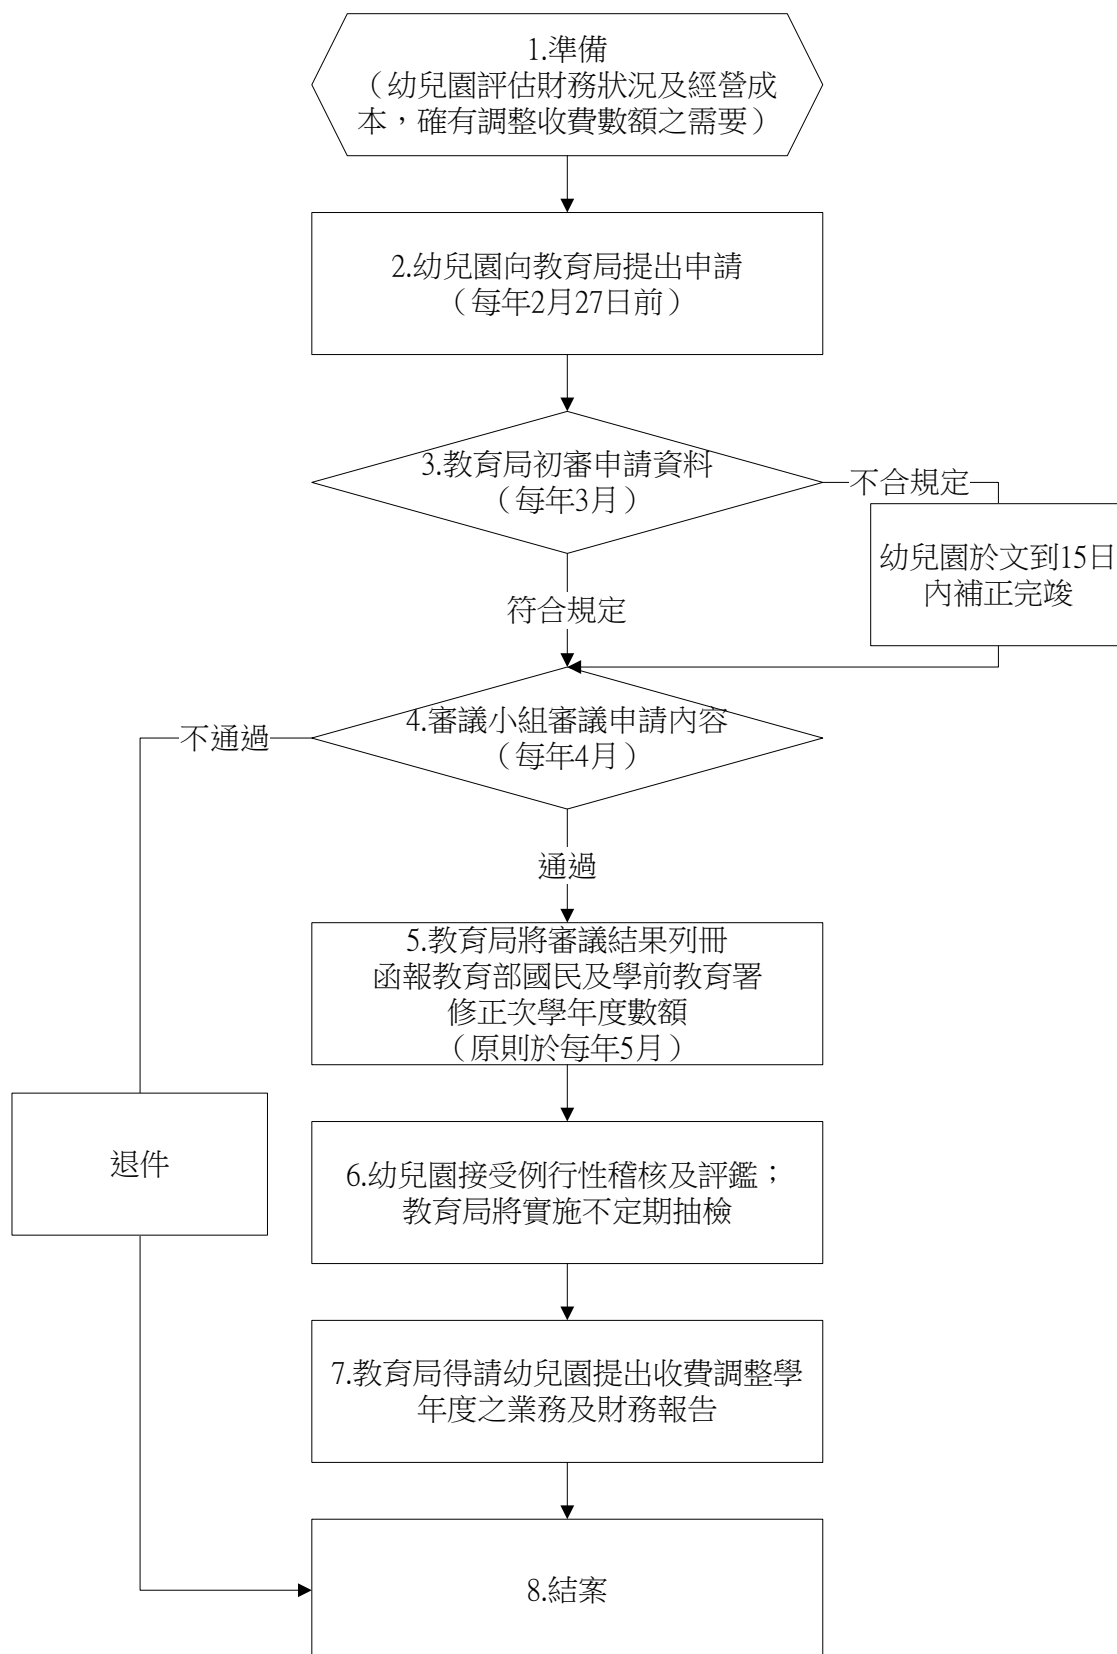 1.準備
（幼兒園評估財務狀況及經營成
本，確有調整收費數額之需要）
2.幼兒園向教育局提出申請
（每年2月27日前）
3.教育局初審申請資料
（每年3月）
不合規定
幼兒園於文到15日
內補正完竣
符合規定
4.審議小組審議申請內容
（每年4月）
不通過
通過
5.教育局將審議結果列冊
函報教育部國民及學前教育署
修正次學年度數額
（原則於每年5月）
退件
6.幼兒園接受例行性稽核及評鑑；
教育局將實施不定期抽檢
7.教育局得請幼兒園提出收費調整學
年度之業務及財務報告
8.結案